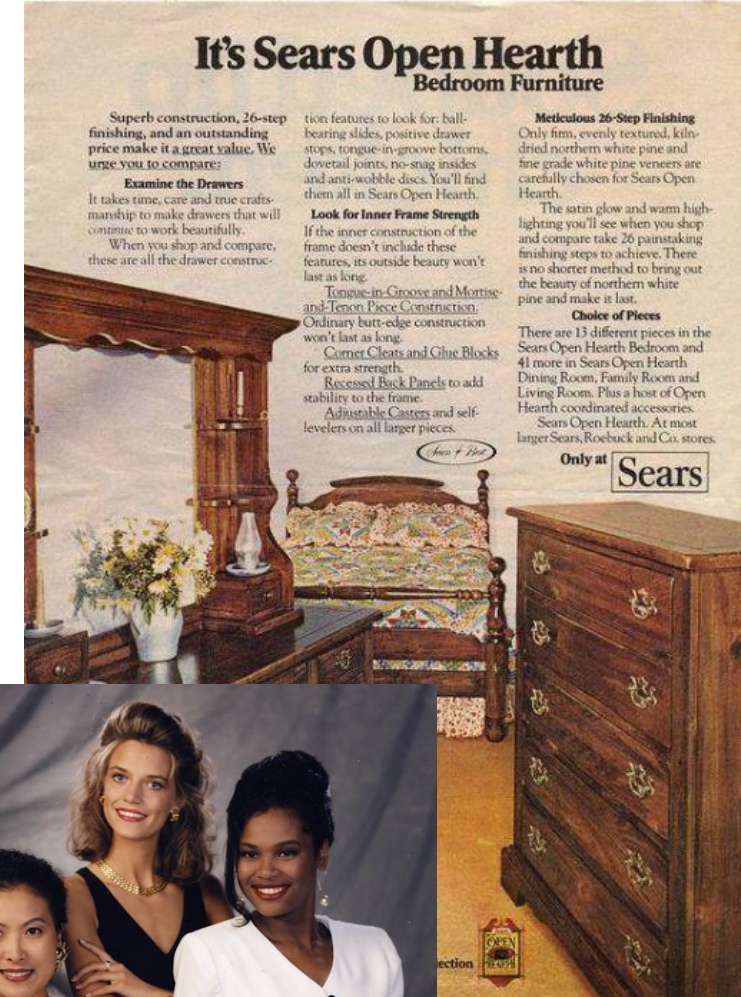 It's Sears Open Hearth
Bedroom Furniture
Superb construction, 26-step
finishing, and an outstanding
price make it a great value. We
urge you to compare:
Examine the Drawers
It takes time, care and true crafts-
manship to make drawers that will
continue to work beautifully.
When you shop and compare,
these are all the drawer construc-
tion features to look for: ball-
bearing slides, positive drawer
stops, tongue-in-groove bottoms,
dovetail joints, no-snag insides
and anti-wobble discs. You'll find
them all in Sears Open Hearth.
Look for Inner Frame Strength
If the inner construction of the
frame doesn't include these
features, its outside beauty won't
last as long.
Tongue-in-Groove and Mortise-
and-Tenon Piece Construction.
Ordinary butt-edge construction
won't last as long.
Corner Cleats and Glue Blocks
for extra strength.
Recessed Back Panels to add
stability to the frame.
Adjustable Casters and self-
levelers on all larger pieces.
Meticulous 26-Step Finishing
Only firm, evenly textured, kiln-
dried northern white pine and
fine grade white pine veneers are
carefully chosen for Sears Open
Hearth.
The satin glow and warm high-
lighting you'll see when you shop
and compare take 26 painstaking
finishing steps to achieve. There
is no shorter method to bring out
the beauty of northern white
pine and make it last.
Choice of Pieces
There are 13 different pieces in the
Sears Open Hearth Bedroom and
41 more in Sears Open Hearth
Dining Room, Family Room and
Living Room. Plus a host of Open
Hearth coordinated accessories.
Sears Open Hearth. At most
larger Sears, Roebuck and Co. stores.
Only at Sears
ection
OPEN
HEARTH